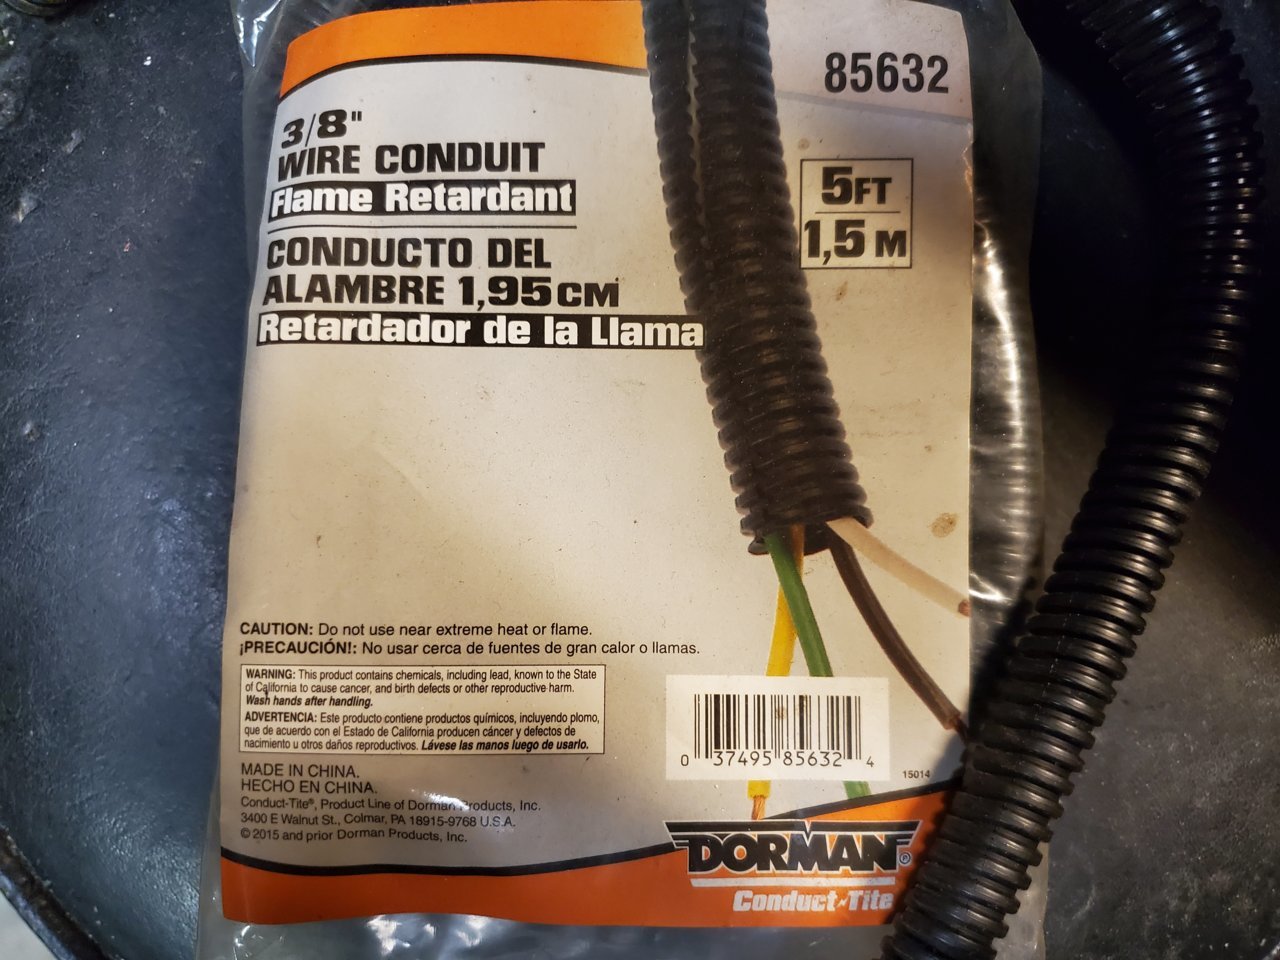 85632
3/8"
WIRE CONDUIT
Flame Retardant
CONDUCTO DEL
ALAMBRE 1,95 CM
Retardador de la Llama
5 FT
1,5 M
CAUTION: Do not use near extreme heat or flame.
¡PRECAUCIÓN!: No usar cerca de fuentes de gran calor o llamas.
WARNING: This product contains chemicals, including lead, known to the State
of California to cause cancer, and birth defects or other reproductive harm.
Wash hands after handling.
ADVERTENCIA: Este producto contiene productos químicos, incluyendo plomo,
que de acuerdo con el Estado de California producen cáncer y defectos de
nacimiento u otros daños reproductivos. Lávese las manos luego de usarlo.
MADE IN CHINA.
HECHO EN CHINA.
Conduct-Tite®, Product Line of Dorman Products, Inc.
3400 E Walnut St., Colmar, PA 18915-9768 U.S.A.
© 2015 and prior Dorman Products, Inc.
0 37495 85632 4
15014
DORMAN®
Conduct-Tite